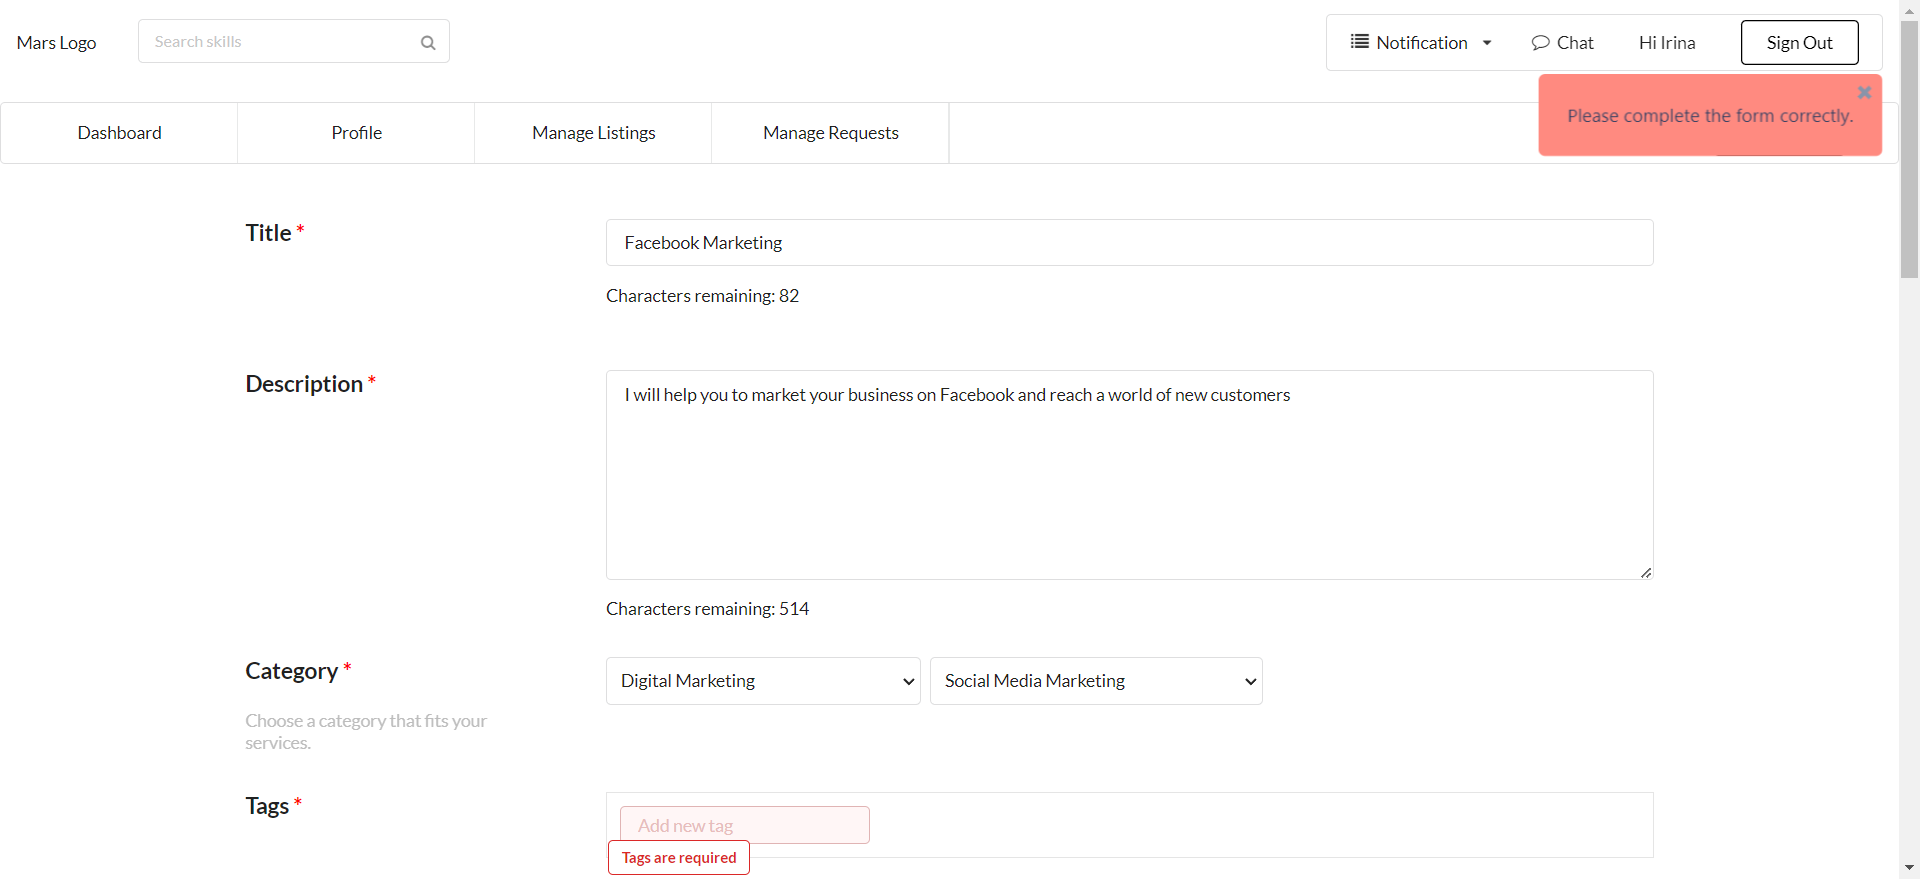 Mars Logo
Search skills
Notification
Chat
Hi Irina
Sign Out
Please complete the form correctly.
Dashboard
Profile
Manage Listings
Manage Requests
Title *
Facebook Marketing
Characters remaining: 82
Description *
I will help you to market your business on Facebook and reach a world of new customers
Characters remaining: 514
Category *
Digital Marketing
Social Media Marketing
Choose a category that fits your
services.
Tags *
Add new tag
Tags are required